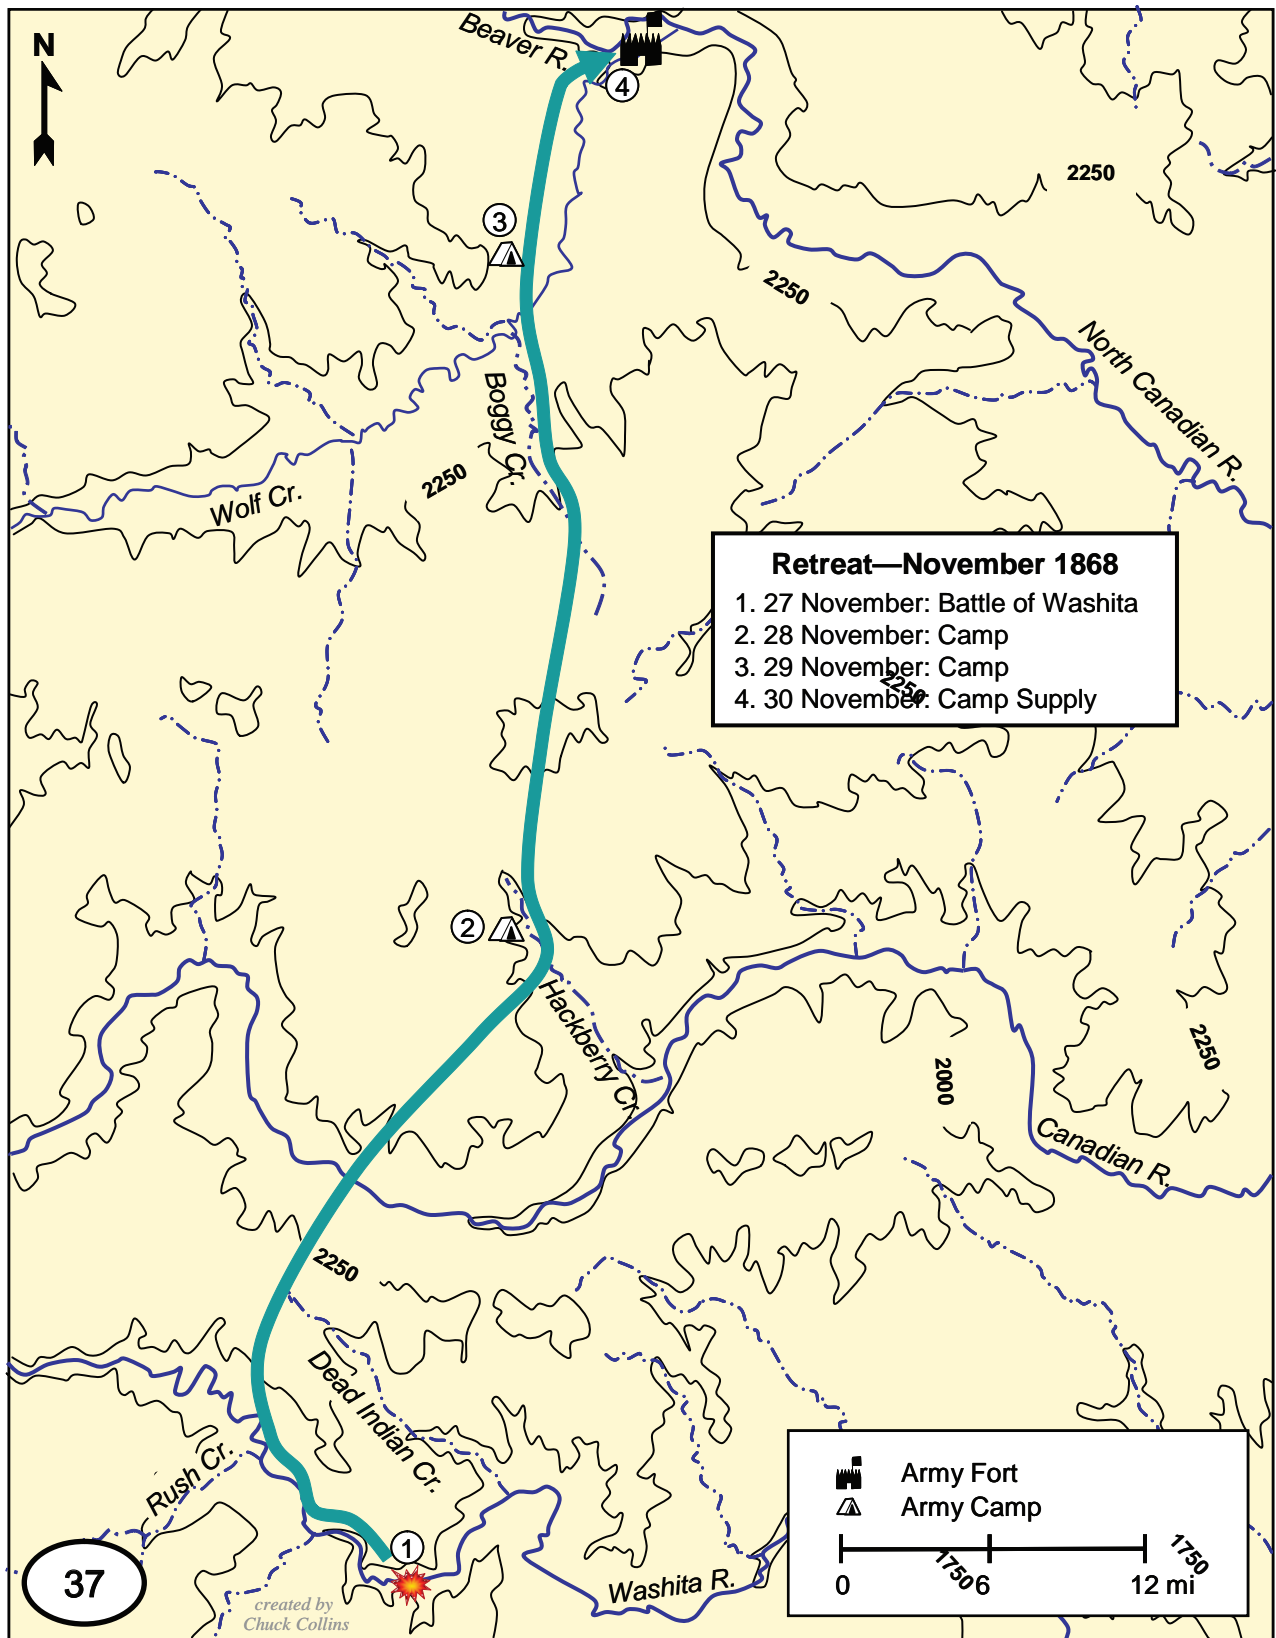 Beaver R.
N
4
2250
3
2250
North Canadian R.
Boggy Cr.
2250
Wolf Cr.
Retreat—November 1868
1. 27 November: Battle of Washita
2. 28 November: Camp
3. 29 November: Camp
2250
4. 30 November: Camp Supply
2
Hackberry Cr.
2250
2000
Canadian R.
2250
Dead Indian Cr.
Rush Cr.
Army Fort
Army Camp
1
1750
1750
0 6 12 mi
37
Washita R.
created by
Chuck Collins